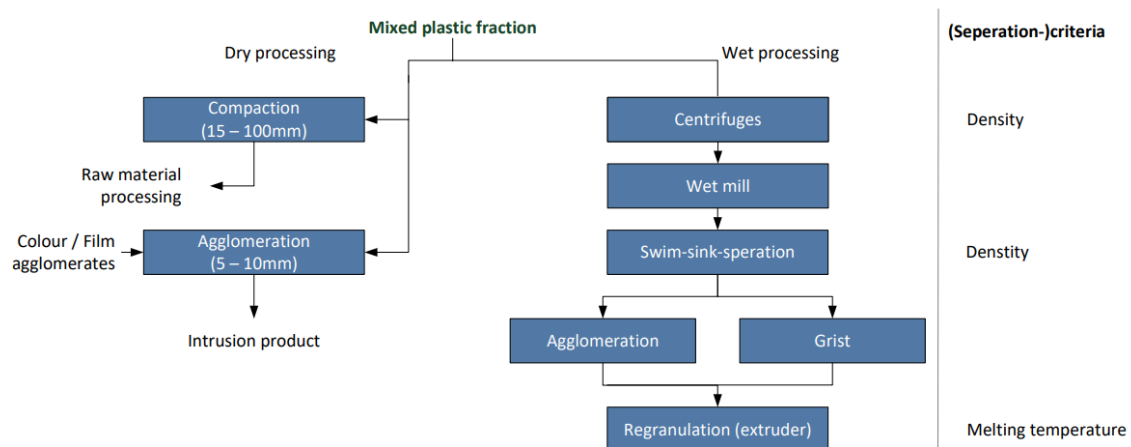 Mixed plastic fraction
(Seperation-)criteria
Dry processing
Wet processing
Compaction
(15 – 100mm)
Centrifuges
Density
Raw material
processing
Wet mill
Colour / Film
agglomerates
Agglomeration
(5 – 10mm)
Swim-sink-speration
Denstity
Intrusion product
Agglomeration
Grist
Regranulation (extruder)
Melting temperature